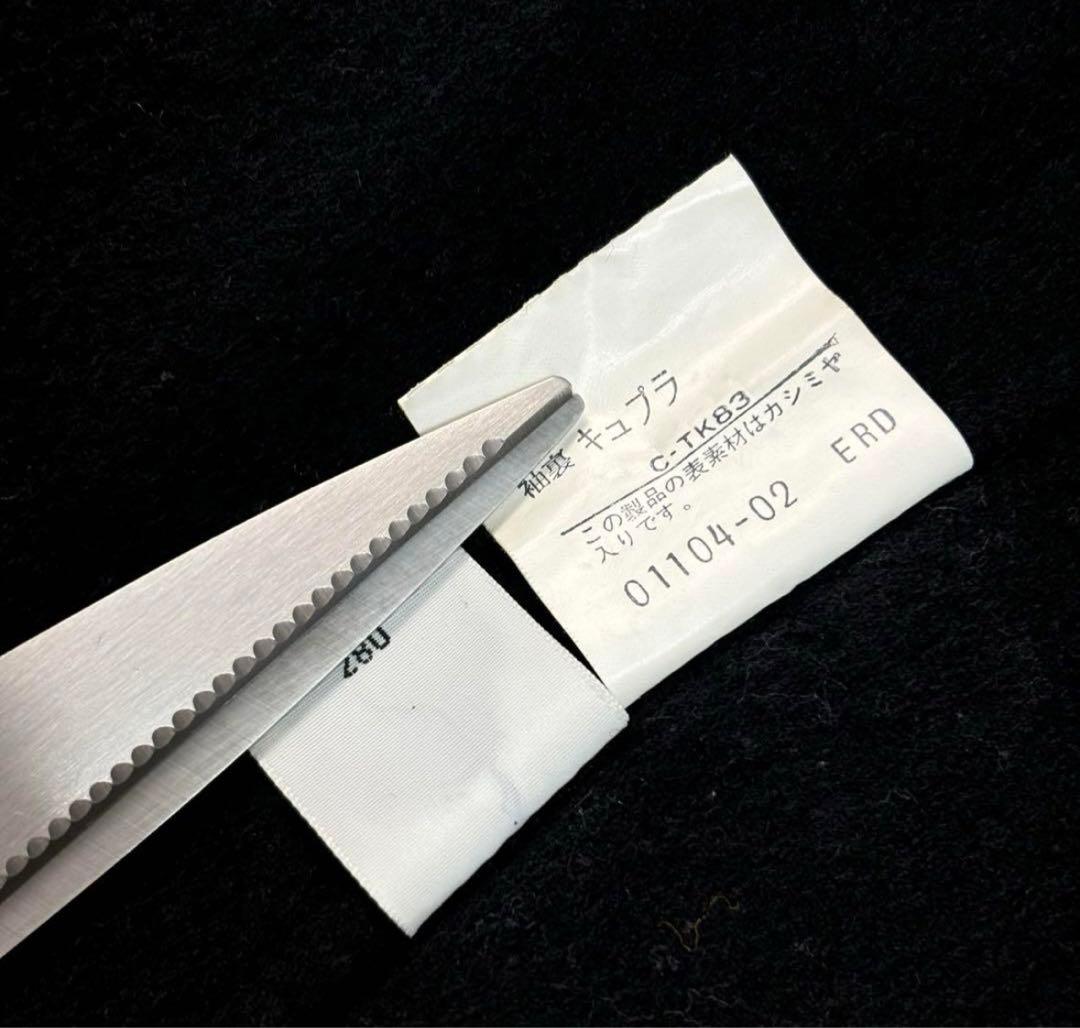 袖裏 キュプラ
C-TK83
この製品の表素材はカシミヤ
入りです。
01104-02 ERD